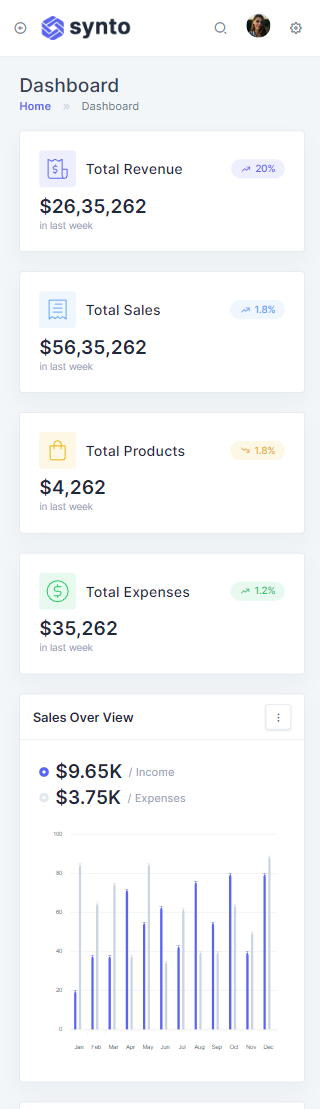 synto
Dashboard
Home » Dashboard
Total Revenue
20%
$26,35,262
in last week
Total Sales
1.8%
$56,35,262
in last week
Total Products
1.8%
$4,262
in last week
Total Expenses
1.2%
$35,262
in last week
Sales Over View
$9.65K / Income
$3.75K / Expenses
100
80
60
40
20
0
Jan Feb Mar Apr May Jun Jul Aug Sep Oct Nov Dec